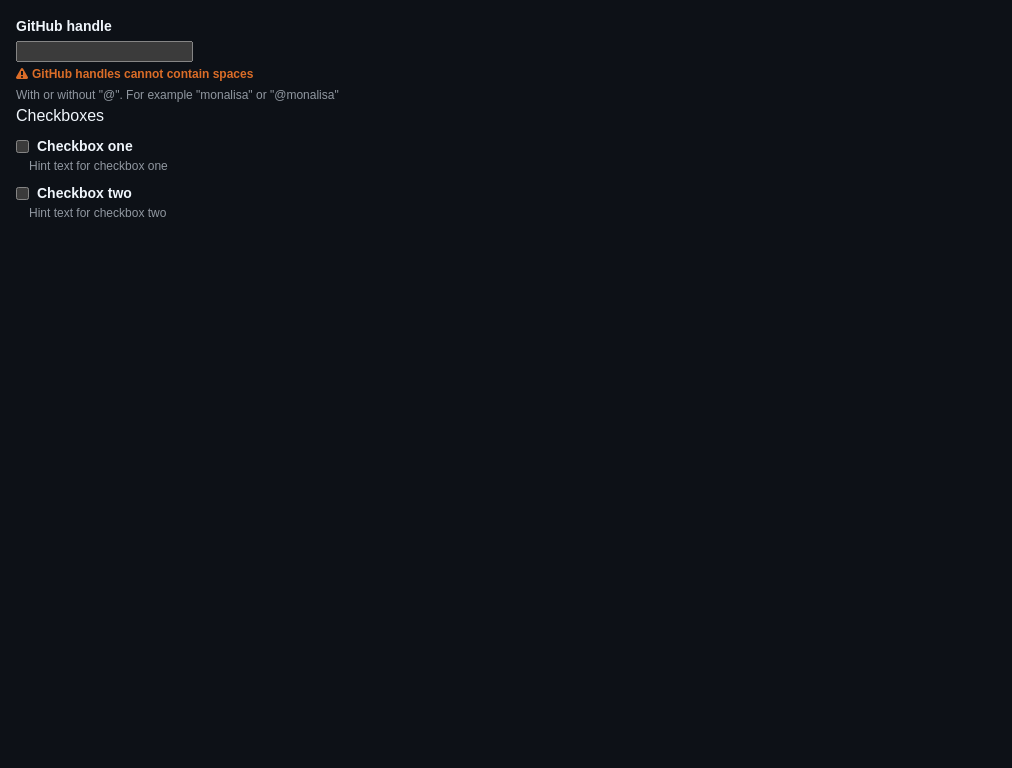 GitHub handle
GitHub handles cannot contain spaces
With or without "@". For example "monalisa" or "@monalisa"
Checkboxes
Checkbox one
Hint text for checkbox one
Checkbox two
Hint text for checkbox two